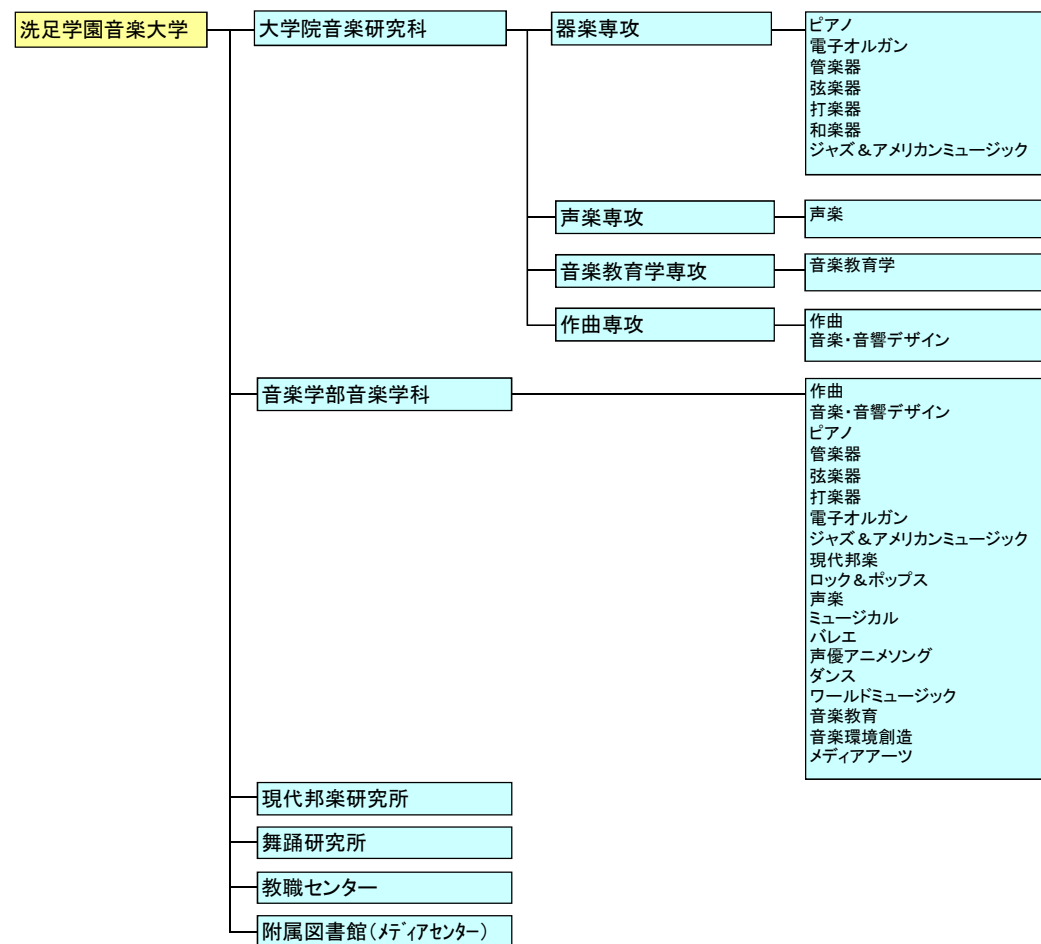 洗足学園音楽大学
大学院音楽研究科
器楽専攻
ピアノ
電子オルガン
管楽器
弦楽器
打楽器
和楽器
ジャズ＆アメリカンミュージック
声楽専攻
声楽
音楽教育学専攻
音楽教育学
作曲専攻
作曲
音楽・音響デザイン
音楽学部音楽学科
作曲
音楽・音響デザイン
ピアノ
管楽器
弦楽器
打楽器
電子オルガン
ジャズ＆アメリカンミュージック
現代邦楽
ロック＆ポップス
声楽
ミュージカル
バレエ
声優アニメソング
ダンス
ワールドミュージック
音楽教育
音楽環境創造
メディアアーツ
現代邦楽研究所
舞踊研究所
教職センター
附属図書館（ﾒﾃﾞｨｱｾﾝﾀｰ）